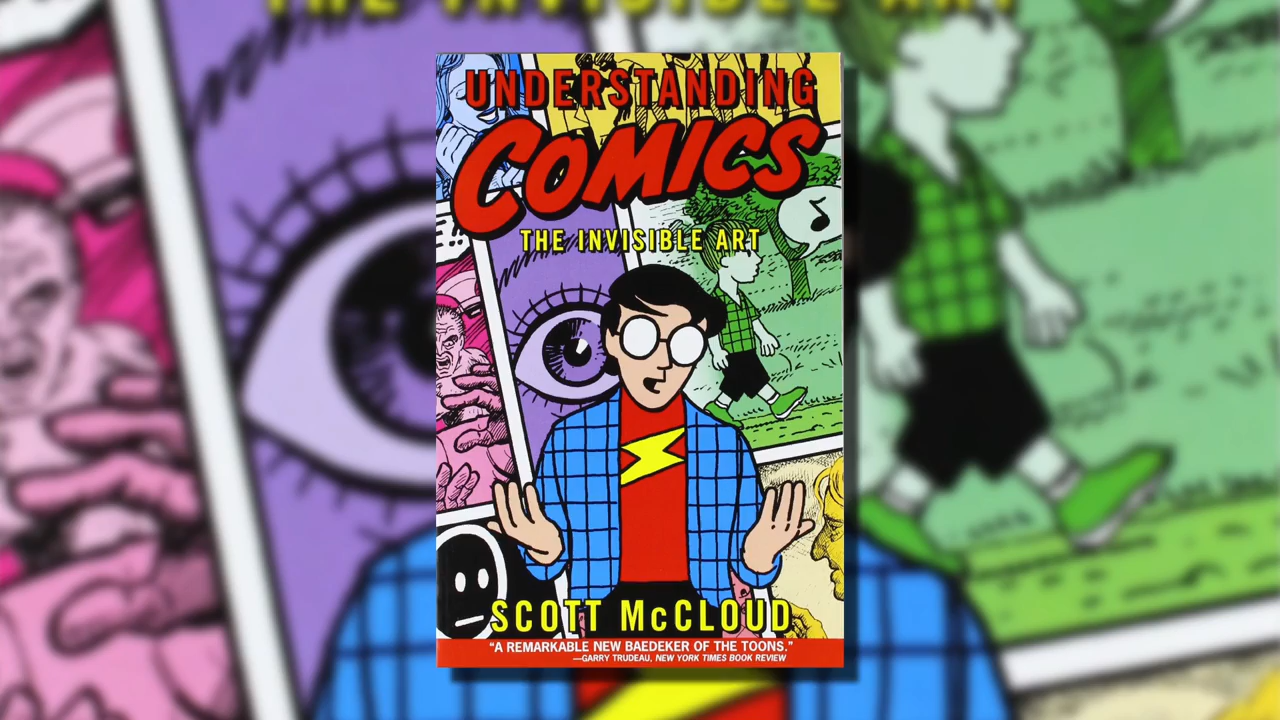 UNDERSTANDING
COMICS
THE INVISIBLE ART
SCOTT McCLOUD
“A REMARKABLE NEW BAEDEKER OF THE TOONS.”
—GARRY TRUDEAU, NEW YORK TIMES BOOK REVIEW